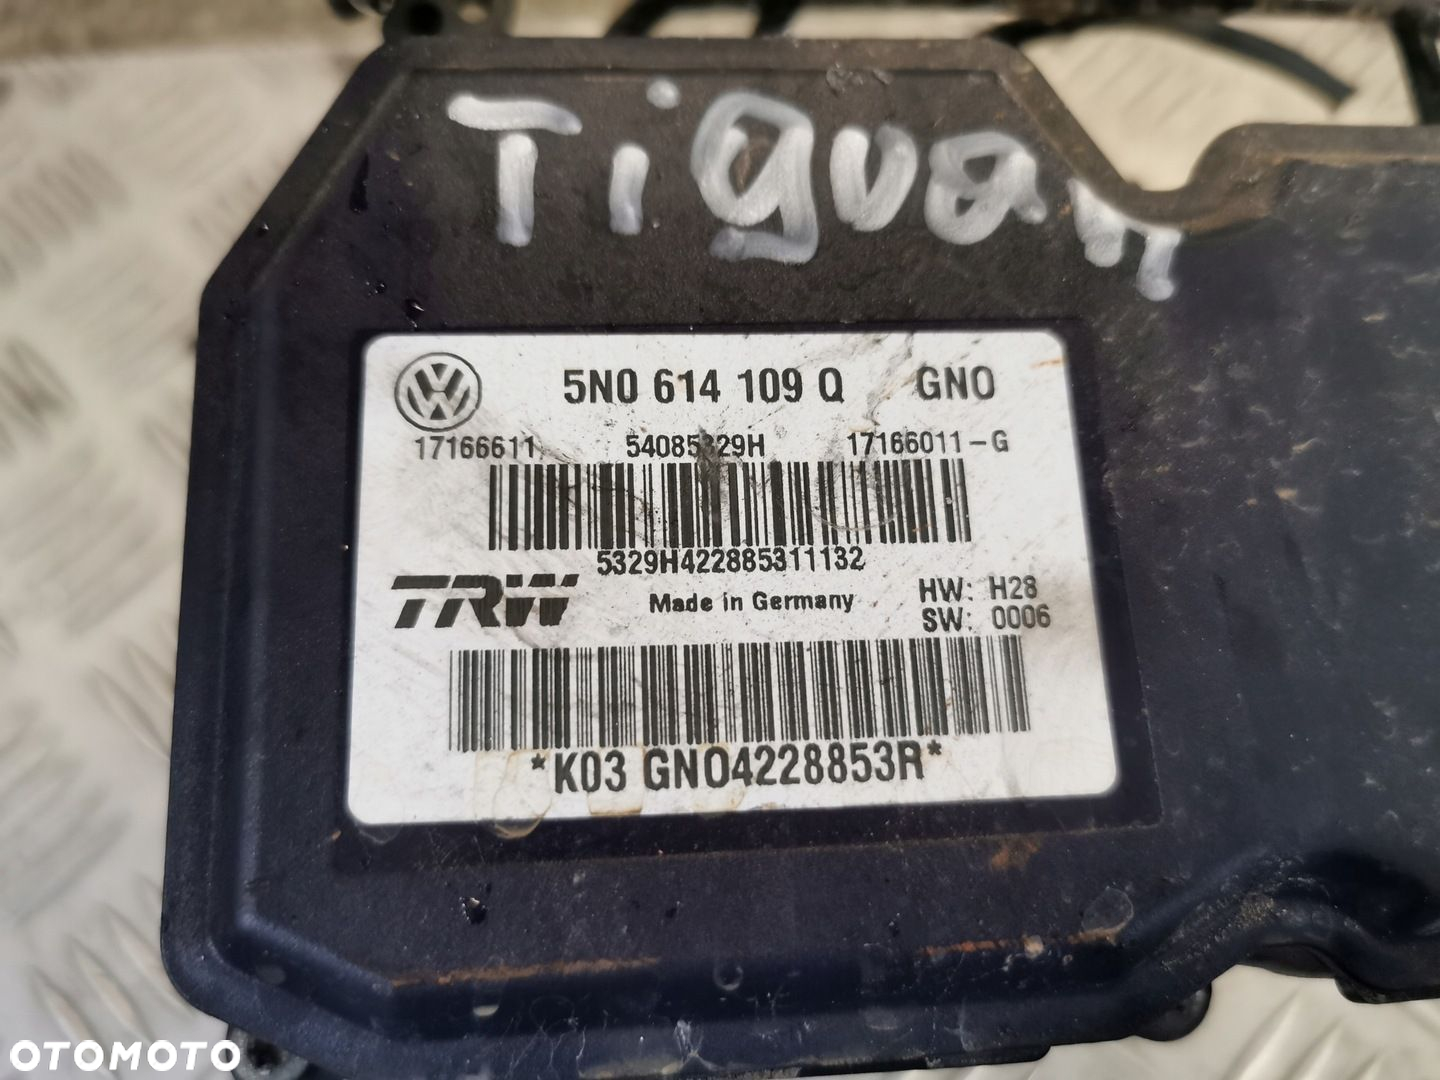 Tiguan
5N0 614 109 Q GNO
17166611 54085329H 17166011-G
5329H422885311132
TRW Made in Germany HW: H28
SW: 0006
*K03 GNO4228853R*
OTOMOTO